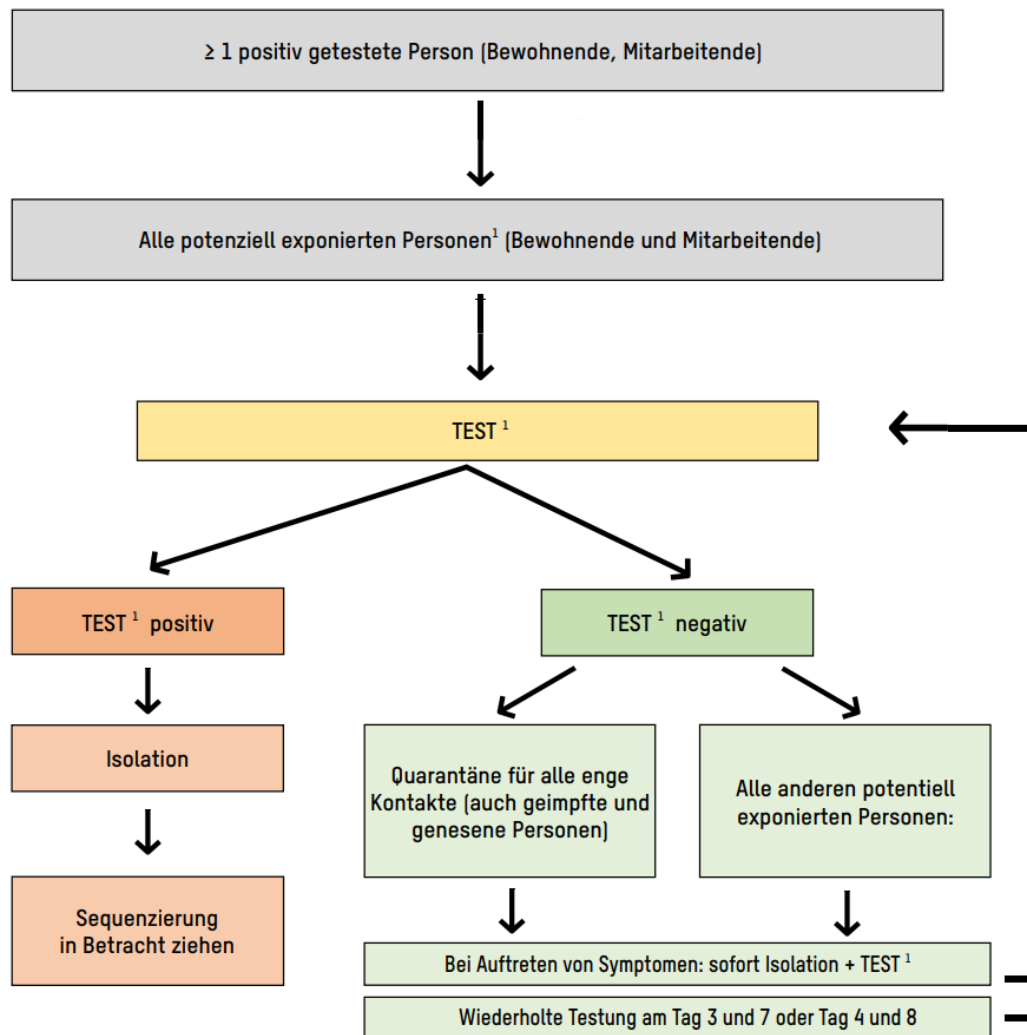 ≥ 1 positiv getestete Person (Bewohnende, Mitarbeitende)
Alle potenziell exponierten Personen¹ (Bewohnende und Mitarbeitende)
TEST ¹
TEST ¹ positiv
TEST ¹ negativ
Isolation
Quarantäne für alle enge
Kontakte (auch geimpfte und
genesene Personen)
Alle anderen potentiell
exponierten Personen:
Sequenzierung
in Betracht ziehen
Bei Auftreten von Symptomen: sofort Isolation + TEST ¹
Wiederholte Testung am Tag 3 und 7 oder Tag 4 und 8